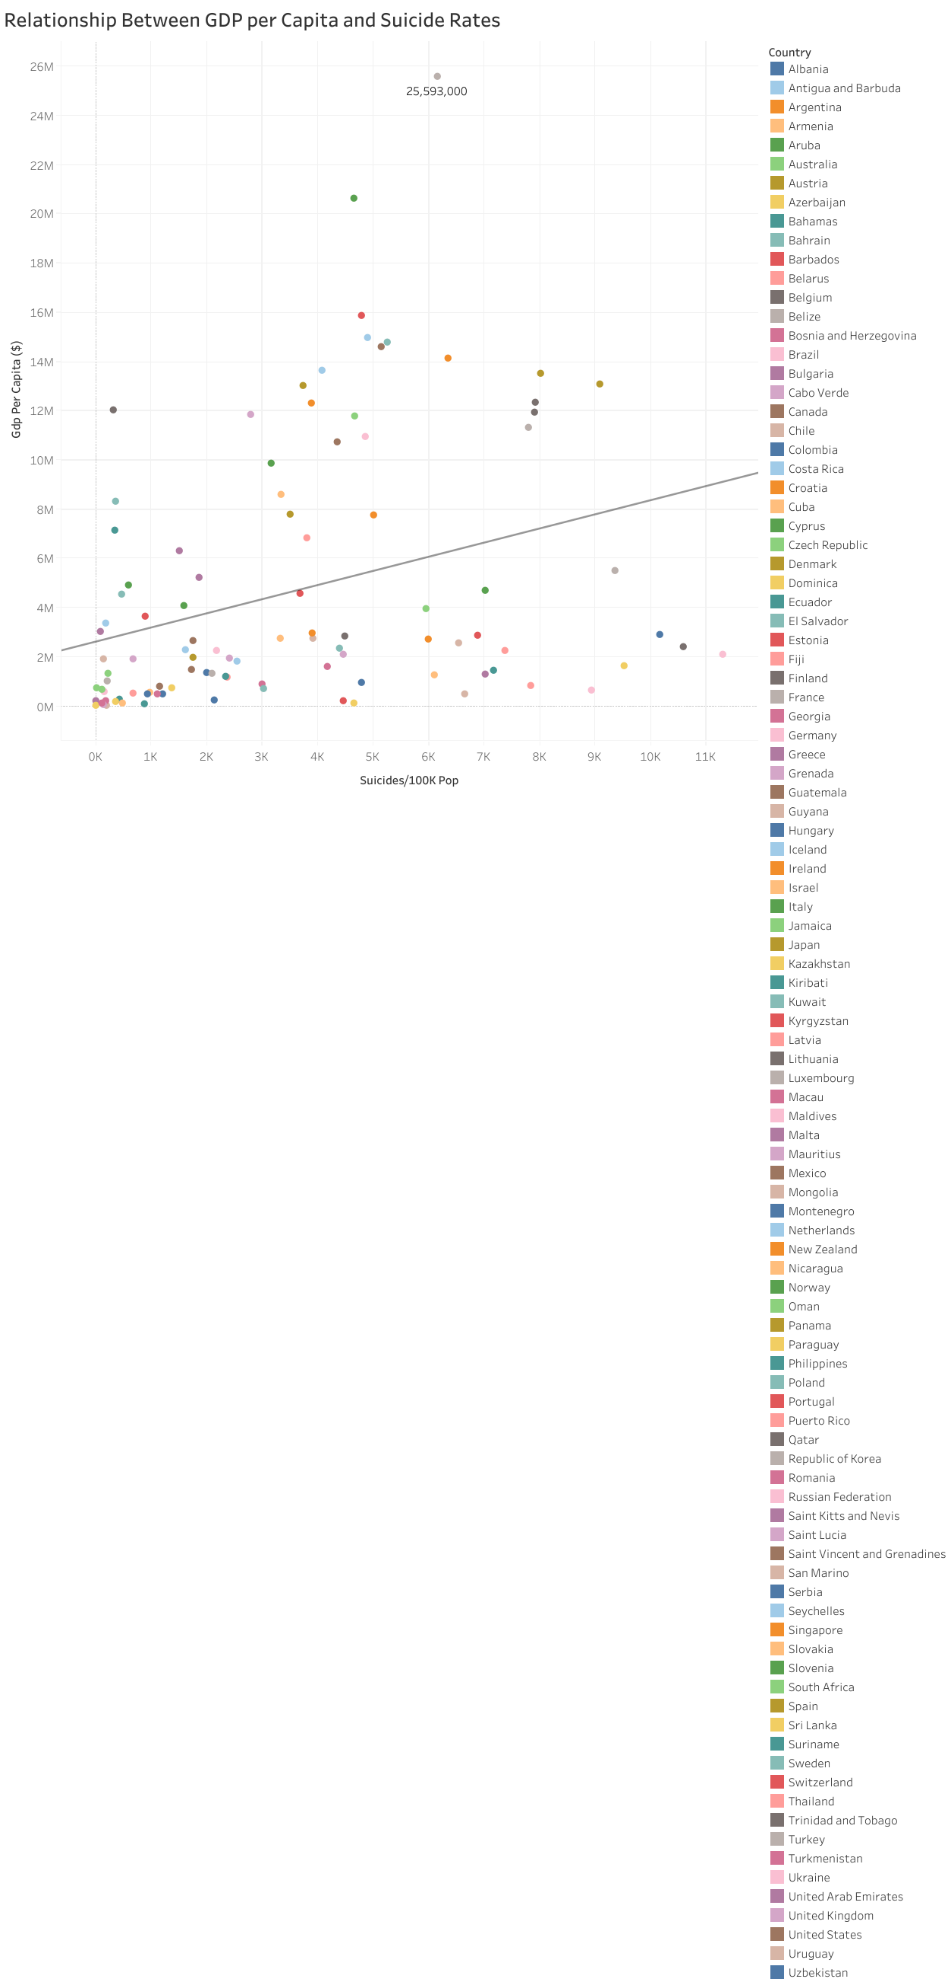 Relationship Between GDP per Capita and Suicide Rates
Country
Albania
Antigua and Barbuda
Argentina
Armenia
Aruba
Australia
Austria
Azerbaijan
Bahamas
Bahrain
Barbados
Belarus
Belgium
Belize
Bosnia and Herzegovina
Brazil
Bulgaria
Cabo Verde
Canada
Chile
Colombia
Costa Rica
Croatia
Cuba
Cyprus
Czech Republic
Denmark
Dominica
Ecuador
El Salvador
Estonia
Fiji
Finland
France
Georgia
Germany
Greece
Grenada
Guatemala
Guyana
Hungary
Iceland
Ireland
Israel
Italy
Jamaica
Japan
Kazakhstan
Kiribati
Kuwait
Kyrgyzstan
Latvia
Lithuania
Luxembourg
Macau
Maldives
Malta
Mauritius
Mexico
Mongolia
Montenegro
Netherlands
New Zealand
Nicaragua
Norway
Oman
Panama
Paraguay
Philippines
Poland
Portugal
Puerto Rico
Qatar
Republic of Korea
Romania
Russian Federation
Saint Kitts and Nevis
Saint Lucia
Saint Vincent and Grenadines
San Marino
Serbia
Seychelles
Singapore
Slovakia
Slovenia
South Africa
Spain
Sri Lanka
Suriname
Sweden
Switzerland
Thailand
Trinidad and Tobago
Turkey
Turkmenistan
Ukraine
United Arab Emirates
United Kingdom
United States
Uruguay
Uzbekistan
26M
24M
22M
20M
18M
16M
14M
12M
10M
8M
6M
4M
2M
0M
Gdp Per Capita ($)
25,593,000
0K 1K 2K 3K 4K 5K 6K 7K 8K 9K 10K 11K
Suicides/100K Pop